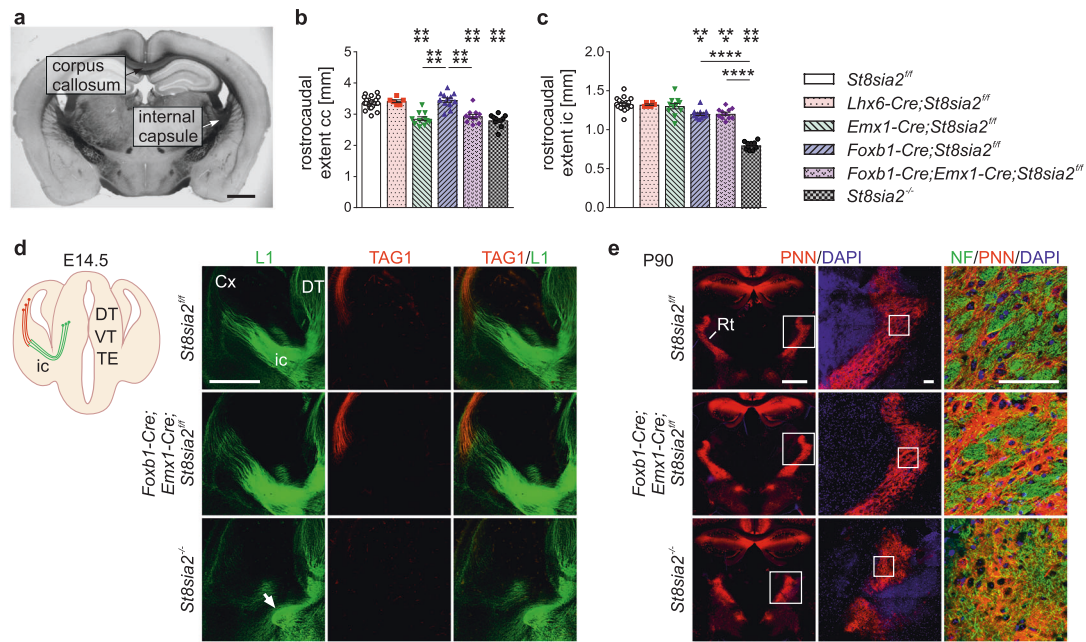 a
corpus
callosum
internal
capsule
b
rostrocaudal
extent cc [mm]
5
4
3
2
1
0
** ** ** **
** ** ** **
** **
** **
c
rostrocaudal
extent ic [mm]
2.0
1.5
1.0
0.5
0.0
** ** **
* * **
****
****
St8sia2f/f
Lhx6-Cre;St8sia2f/f
Emx1-Cre;St8sia2f/f
Foxb1-Cre;St8sia2f/f
Foxb1-Cre;Emx1-Cre;St8sia2f/f
St8sia2-/-
d
E14.5
DT
VT
TE
ic
L1
TAG1
TAG1/L1
St8sia2f/f
Cx
DT
ic
Foxb1-Cre;
Emx1-Cre;
St8sia2f/f
St8sia2-/-
e
P90
PNN/DAPI
NF/PNN/DAPI
St8sia2f/f
Rt
Foxb1-Cre;
Emx1-Cre;
St8sia2f/f
St8sia2-/-